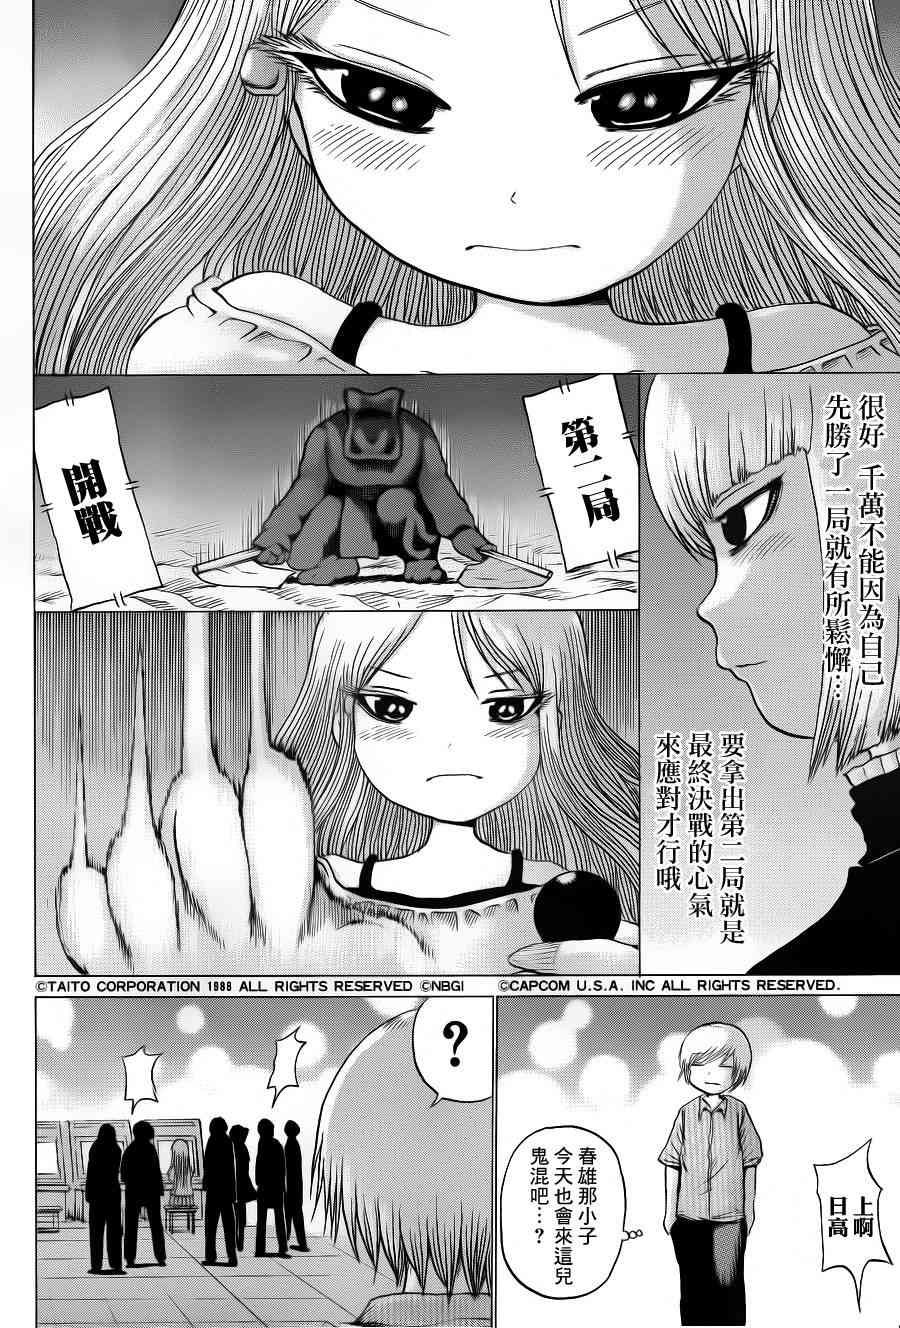 很好 千萬不能因為自己
先勝了一局就有所鬆懈…
第二局
開戰
要拿出第二局就是
最終決戰的心氣
來應對才行哦
©TAITO CORPORATION 1988 ALL RIGHTS RESERVED ©NBGI
©CAPCOM U.S.A. INC ALL RIGHTS RESERVED.
上啊
日高
春雄那小子
今天也會來這兒
鬼混吧…?
?